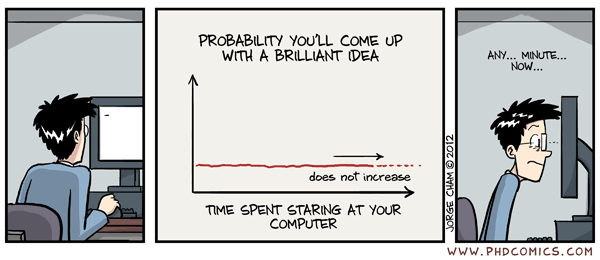 PROBABILITY YOU'LL COME UP
WITH A BRILLIANT IDEA
does not increase
TIME SPENT STARING AT YOUR
COMPUTER
JORGE CHAM © 2012
ANY... MINUTE...
NOW...
WWW.PHDCOMICS.COM